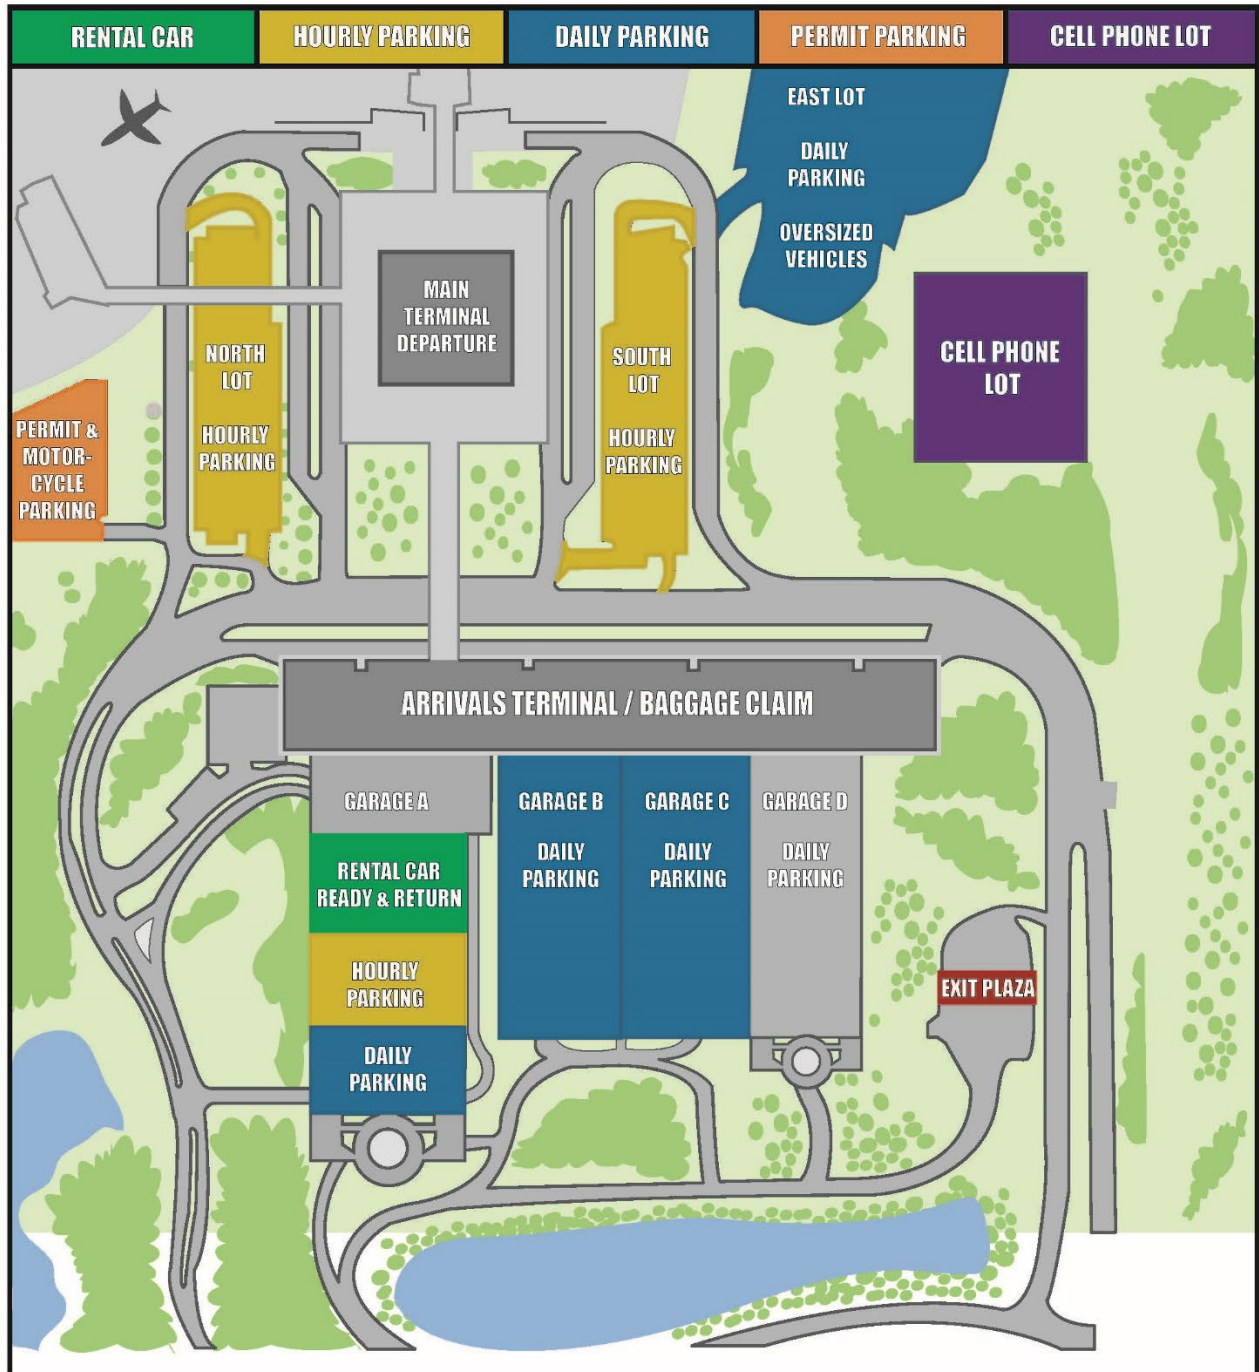 RENTAL CAR
HOURLY PARKING
DAILY PARKING
PERMIT PARKING
CELL PHONE LOT
EAST LOT
DAILY
PARKING
OVERSIZED
VEHICLES
MAIN
TERMINAL
DEPARTURE
NORTH
LOT
HOURLY
PARKING
SOUTH
LOT
HOURLY
PARKING
CELL PHONE
LOT
PERMIT &
MOTOR-
CYCLE
PARKING
ARRIVALS TERMINAL / BAGGAGE CLAIM
GARAGE A
RENTAL CAR
READY & RETURN
HOURLY
PARKING
DAILY
PARKING
GARAGE B
DAILY
PARKING
GARAGE C
DAILY
PARKING
GARAGE D
DAILY
PARKING
EXIT PLAZA